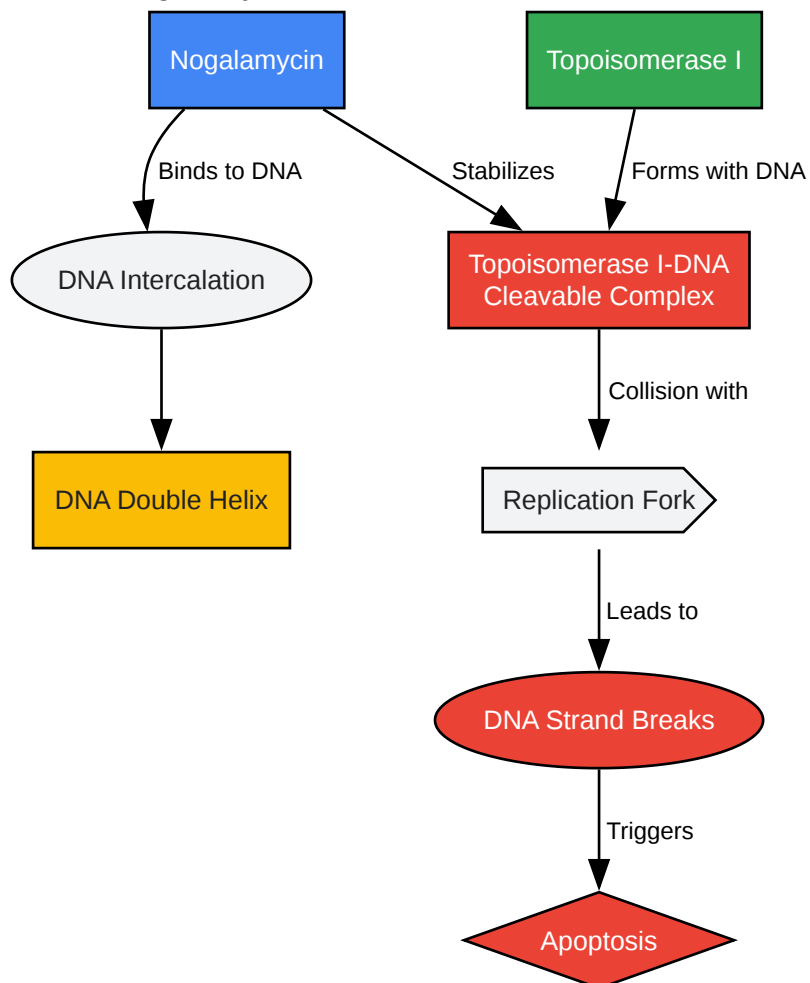 Nogalamycin
Topoisomerase I
Binds to DNA
Stabilizes
Forms with DNA
DNA Intercalation
Topoisomerase I-DNA
Cleavable Complex
Collision with
DNA Double Helix
Replication Fork
Leads to
DNA Strand Breaks
Triggers
Apoptosis